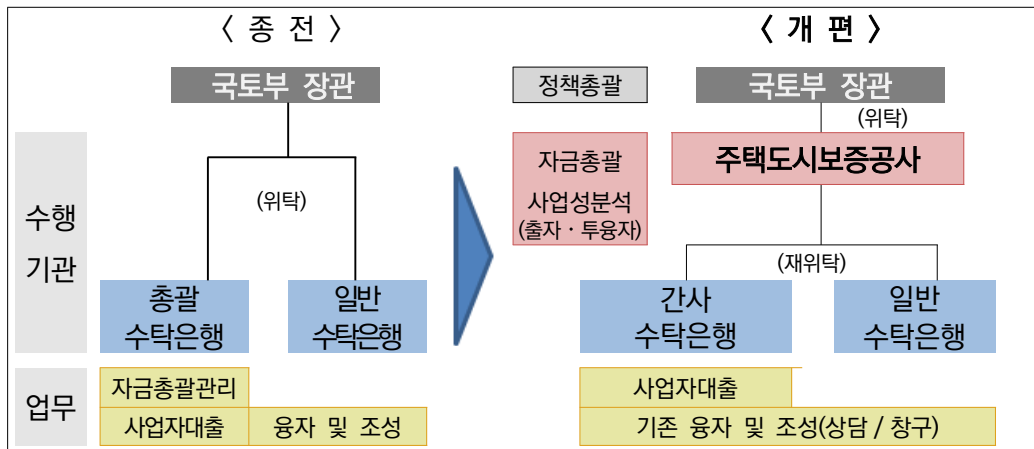 〈 종 전 〉
국토부 장관
(위탁)
수행
기관
총괄
수탁은행
일반
수탁은행
업무
자금총괄관리
사업자대출
융자 및 조성
〈 개 편 〉
정책총괄
국토부 장관
(위탁)
자금총괄
사업성분석
(출자 · 투융자)
주택도시보증공사
(재위탁)
간사
수탁은행
일반
수탁은행
사업자대출
기존 융자 및 조성(상담 / 창구)